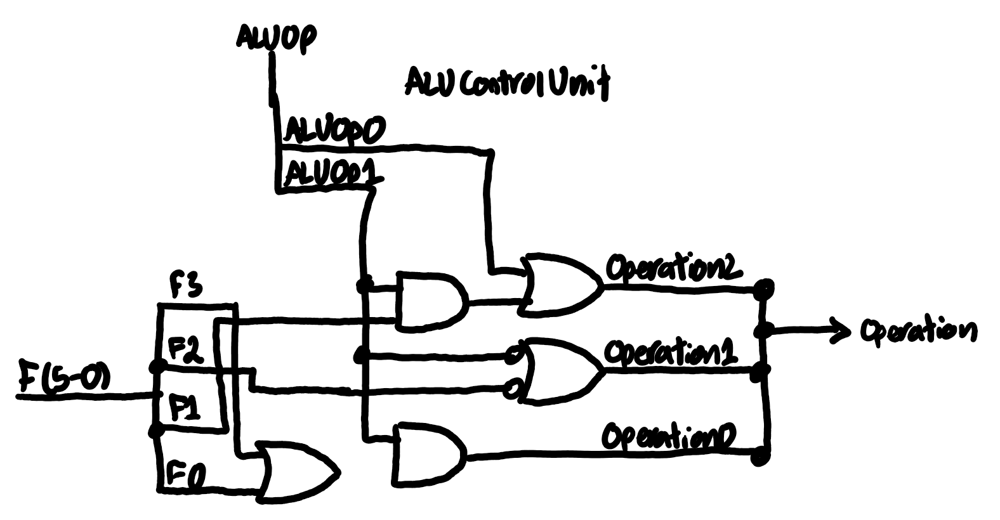 ALUOp
ALU Control Unit
ALUOp0
ALUOp1
Operation2
F3
Operation
F2
Operation1
F(5-0)
F1
Operation0
F0